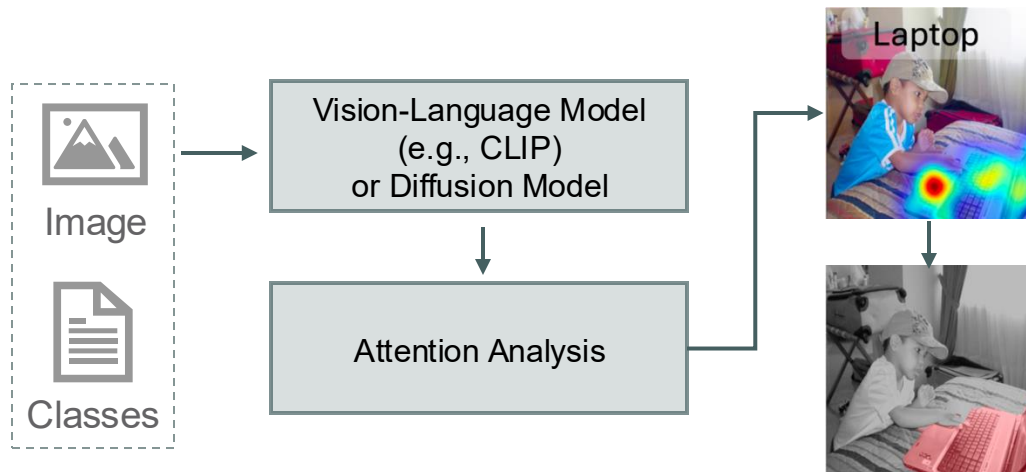 Image
Classes
Vision-Language Model
(e.g., CLIP)
or Diffusion Model
Attention Analysis
Laptop